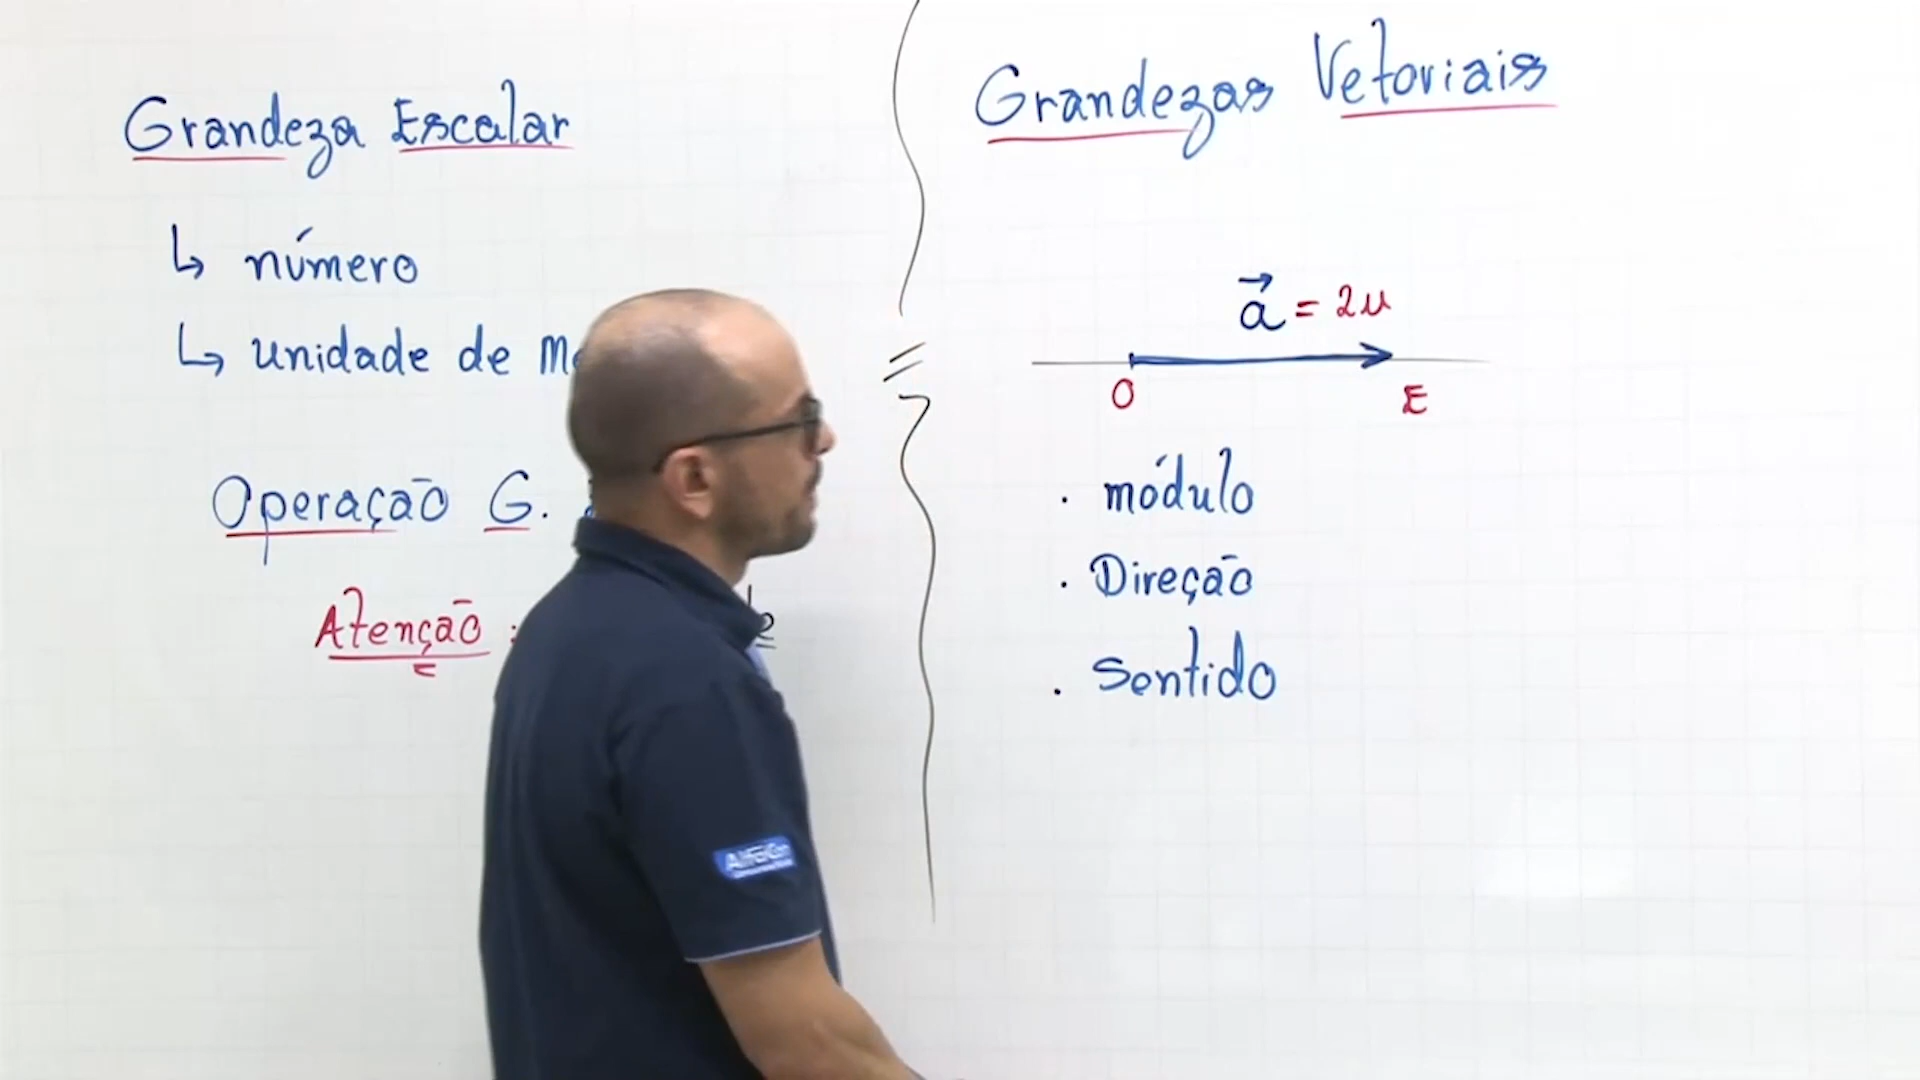 Grandeza Escalar
↳ número
↳ unidade de
Operação G.
Atenção :
Grandezas Vetoriais
a⃗ = 2u
O E
. módulo
. Direção
. Sentido